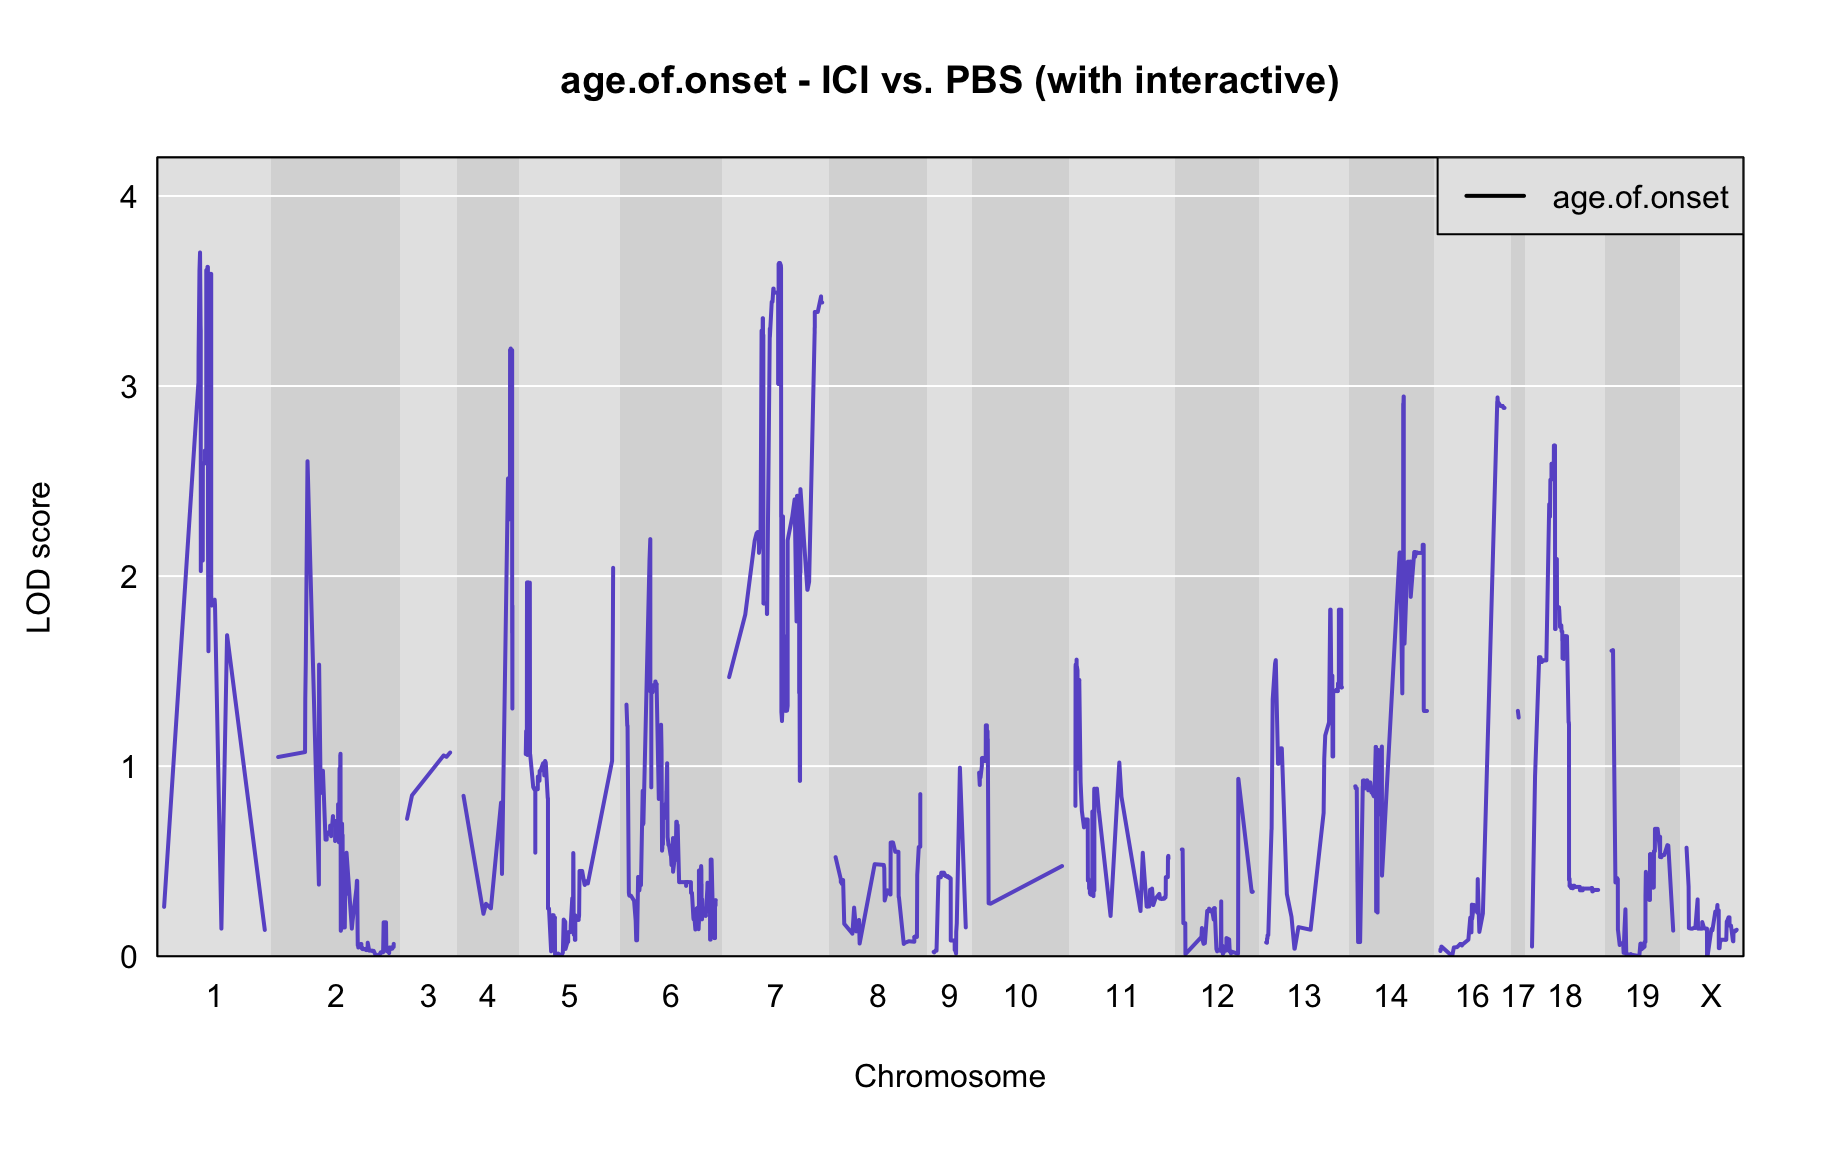 age.of.onset - ICI vs. PBS (with interactive)
age.of.onset
4
3
2
1
0
LOD score
1 2 3 4 5 6 7 8 9 10 11 12 13 14 16 17 18 19 X
Chromosome